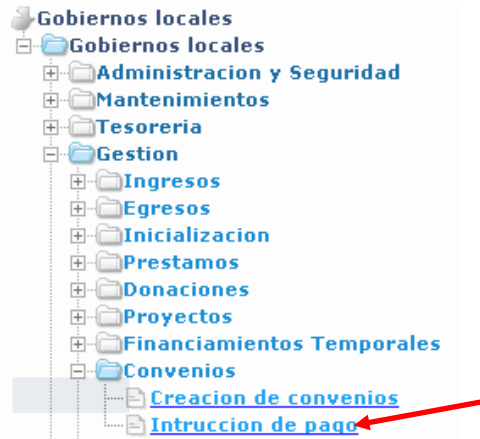 Gobiernos locales
Gobiernos locales
Administracion y Seguridad
Mantenimientos
Tesoreria
Gestion
Ingresos
Egresos
Inicializacion
Prestamos
Donaciones
Proyectos
Financiamientos Temporales
Convenios
Creacion de convenios
Intruccion de pago